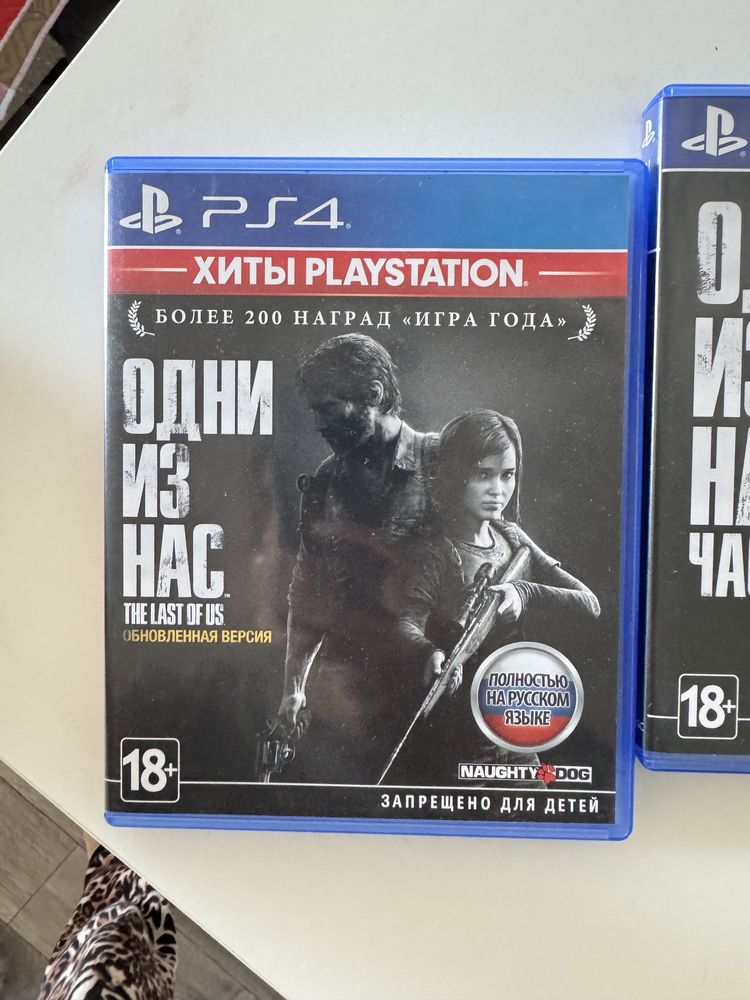 PS4
ХИТЫ PLAYSTATION
БОЛЕЕ 200 НАГРАД «ИГРА ГОДА»
ОДНИ
ИЗ
НАС
THE LAST OF US
ОБНОВЛЕННАЯ ВЕРСИЯ
ПОЛНОСТЬЮ
НА РУССКОМ
ЯЗЫКЕ
18+
NAUGHTY DOG
ЗАПРЕЩЕНО ДЛЯ ДЕТЕЙ
ИЗ
18+